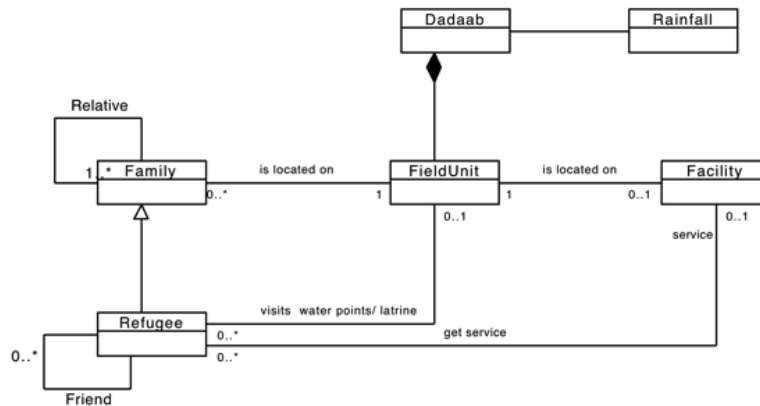 Dadaab
Rainfall
Relative
1..*
Family
is located on
FieldUnit
is located on
Facility
0..*
1
0..1
1
0..1
0..1
service
visits water points/ latrine
Refugee
0..*
get service
0..*
0..*
Friend